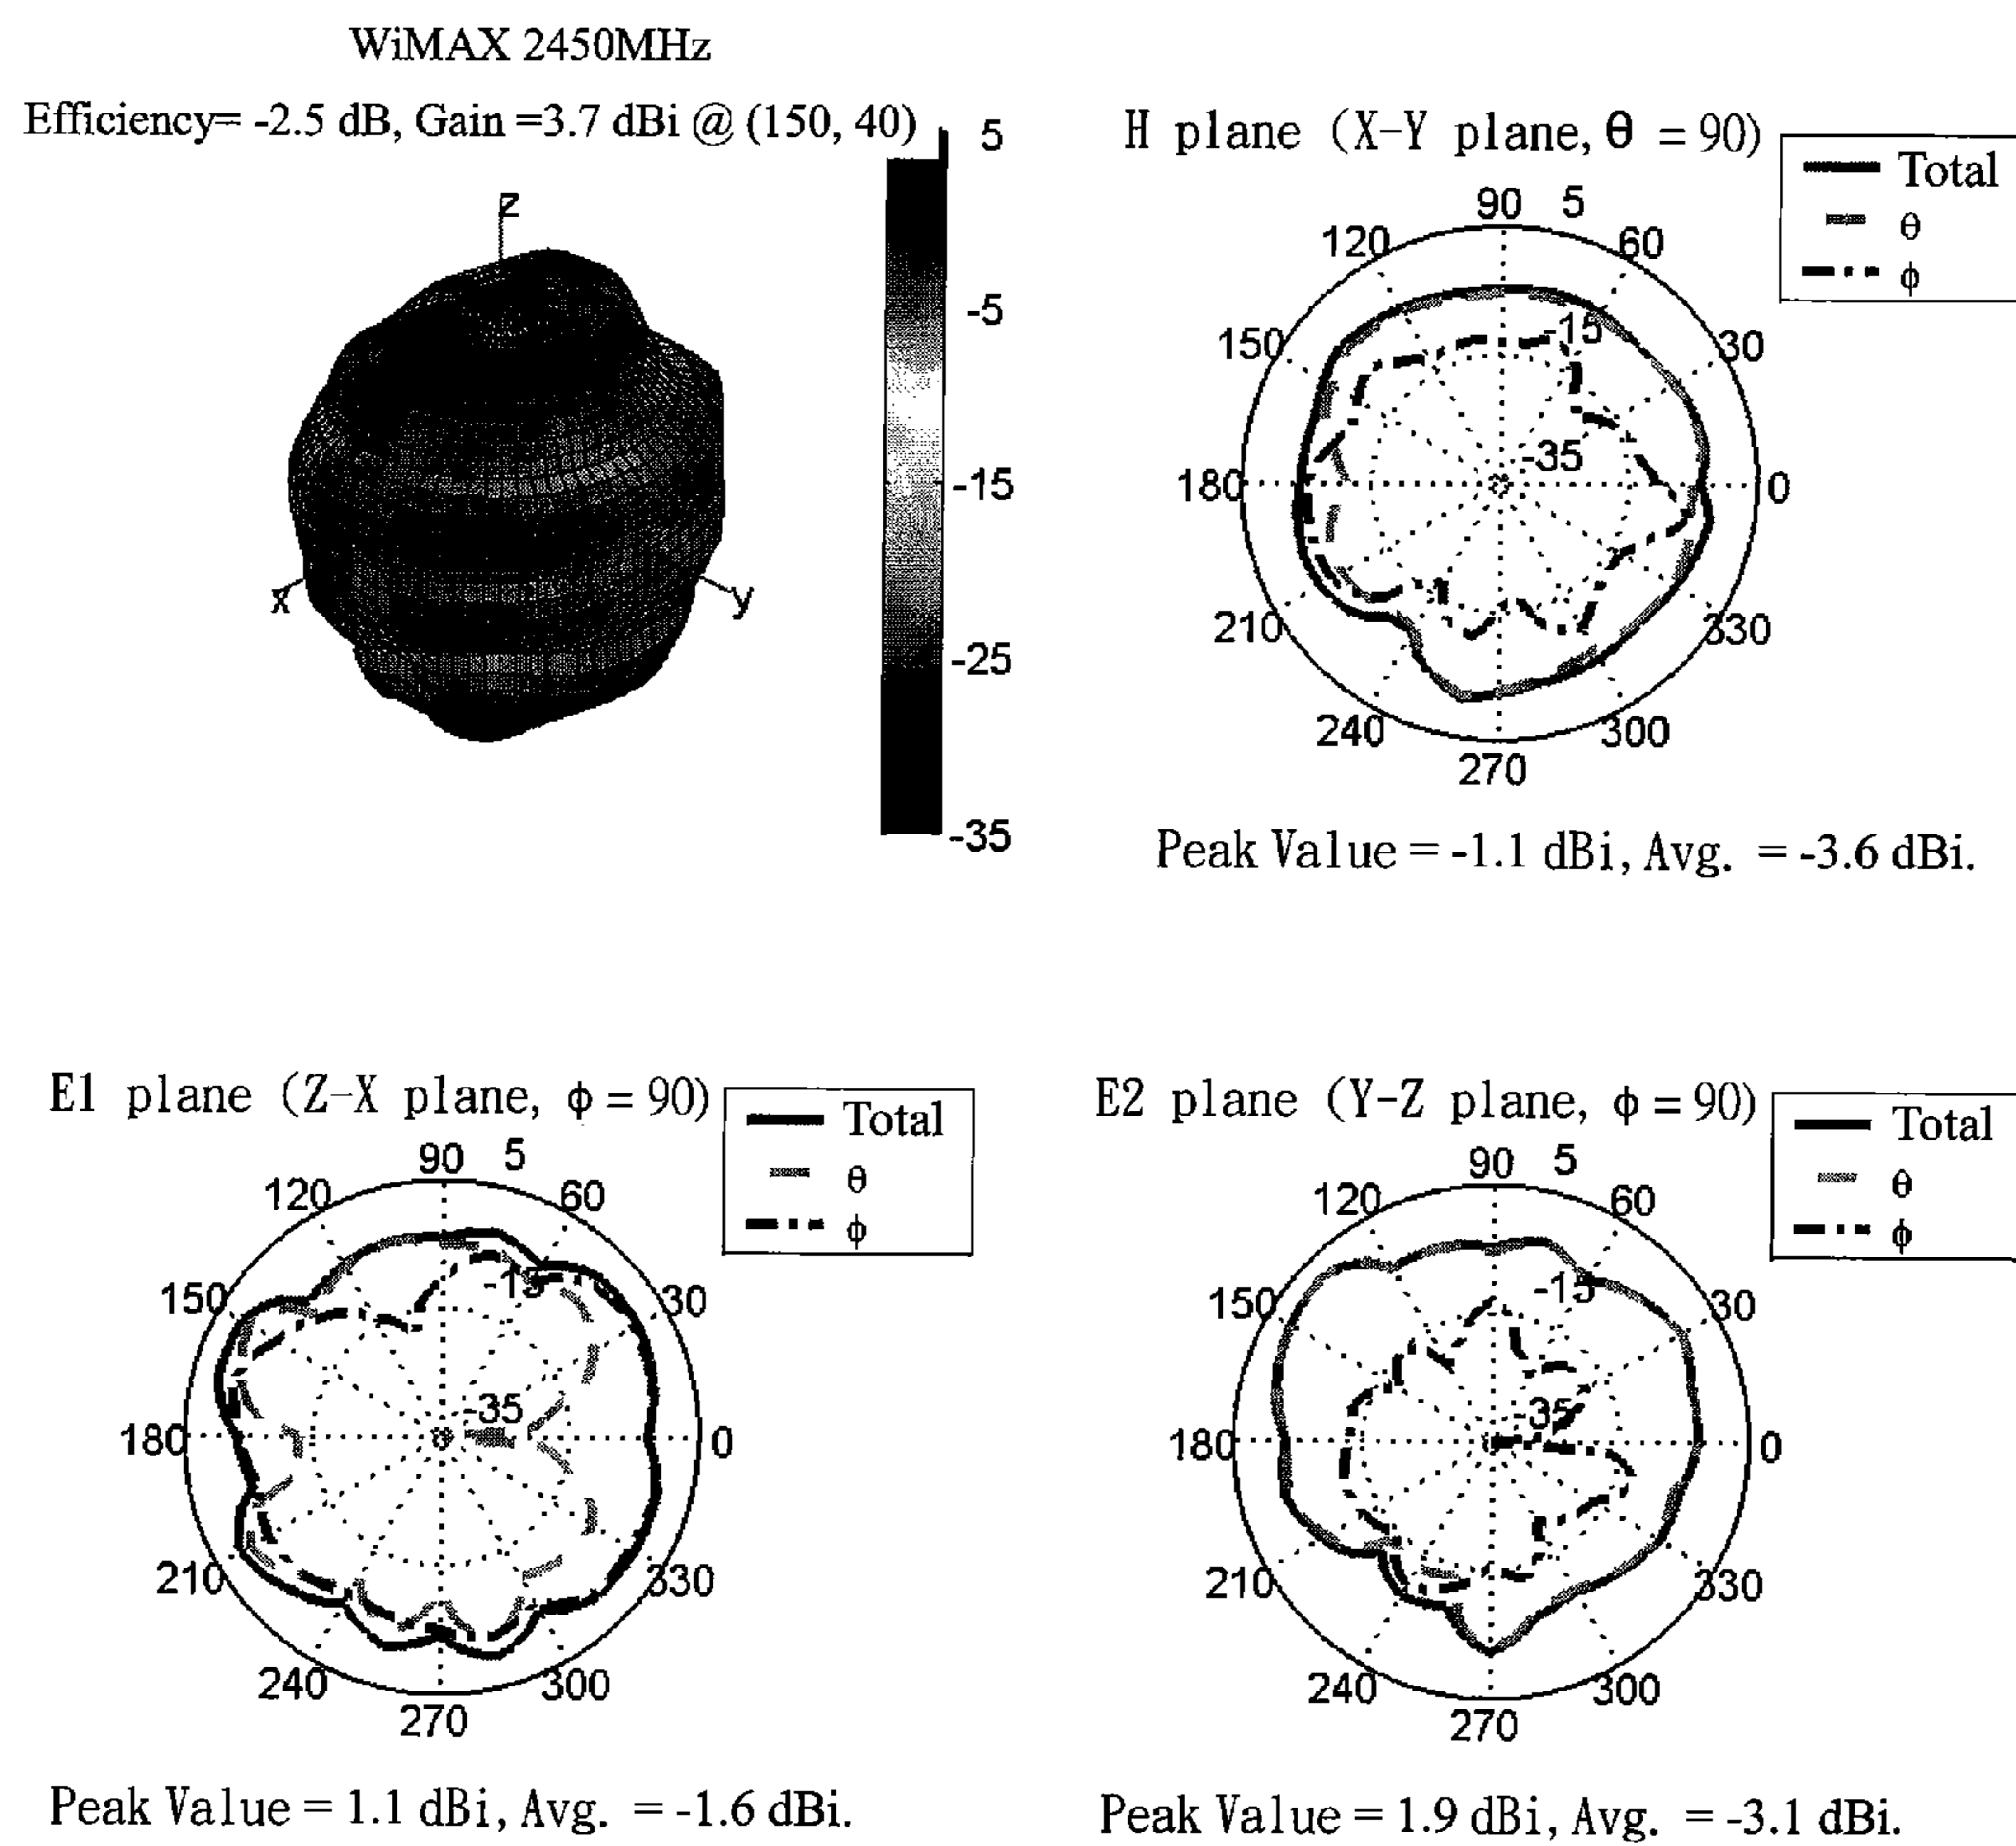 WiMAX 2450MHz
Efficiency= -2.5 dB, Gain =3.7 dBi @ (150, 40)
z
x
y
5
-5
-15
-25
-35
H plane (X-Y plane, θ = 90)
Total
θ
ϕ
90 5
120
60
150
30
-15
-35
180
0
210
330
240
300
270
Peak Value = -1.1 dBi, Avg. = -3.6 dBi.
E1 plane (Z-X plane, ϕ = 90)
Total
θ
ϕ
90 5
120
60
150
30
-15
-35
180
0
210
330
240
300
270
Peak Value = 1.1 dBi, Avg. = -1.6 dBi.
E2 plane (Y-Z plane, ϕ = 90)
Total
θ
ϕ
90 5
120
60
150
30
-15
-35
180
0
210
330
240
300
270
Peak Value = 1.9 dBi, Avg. = -3.1 dBi.